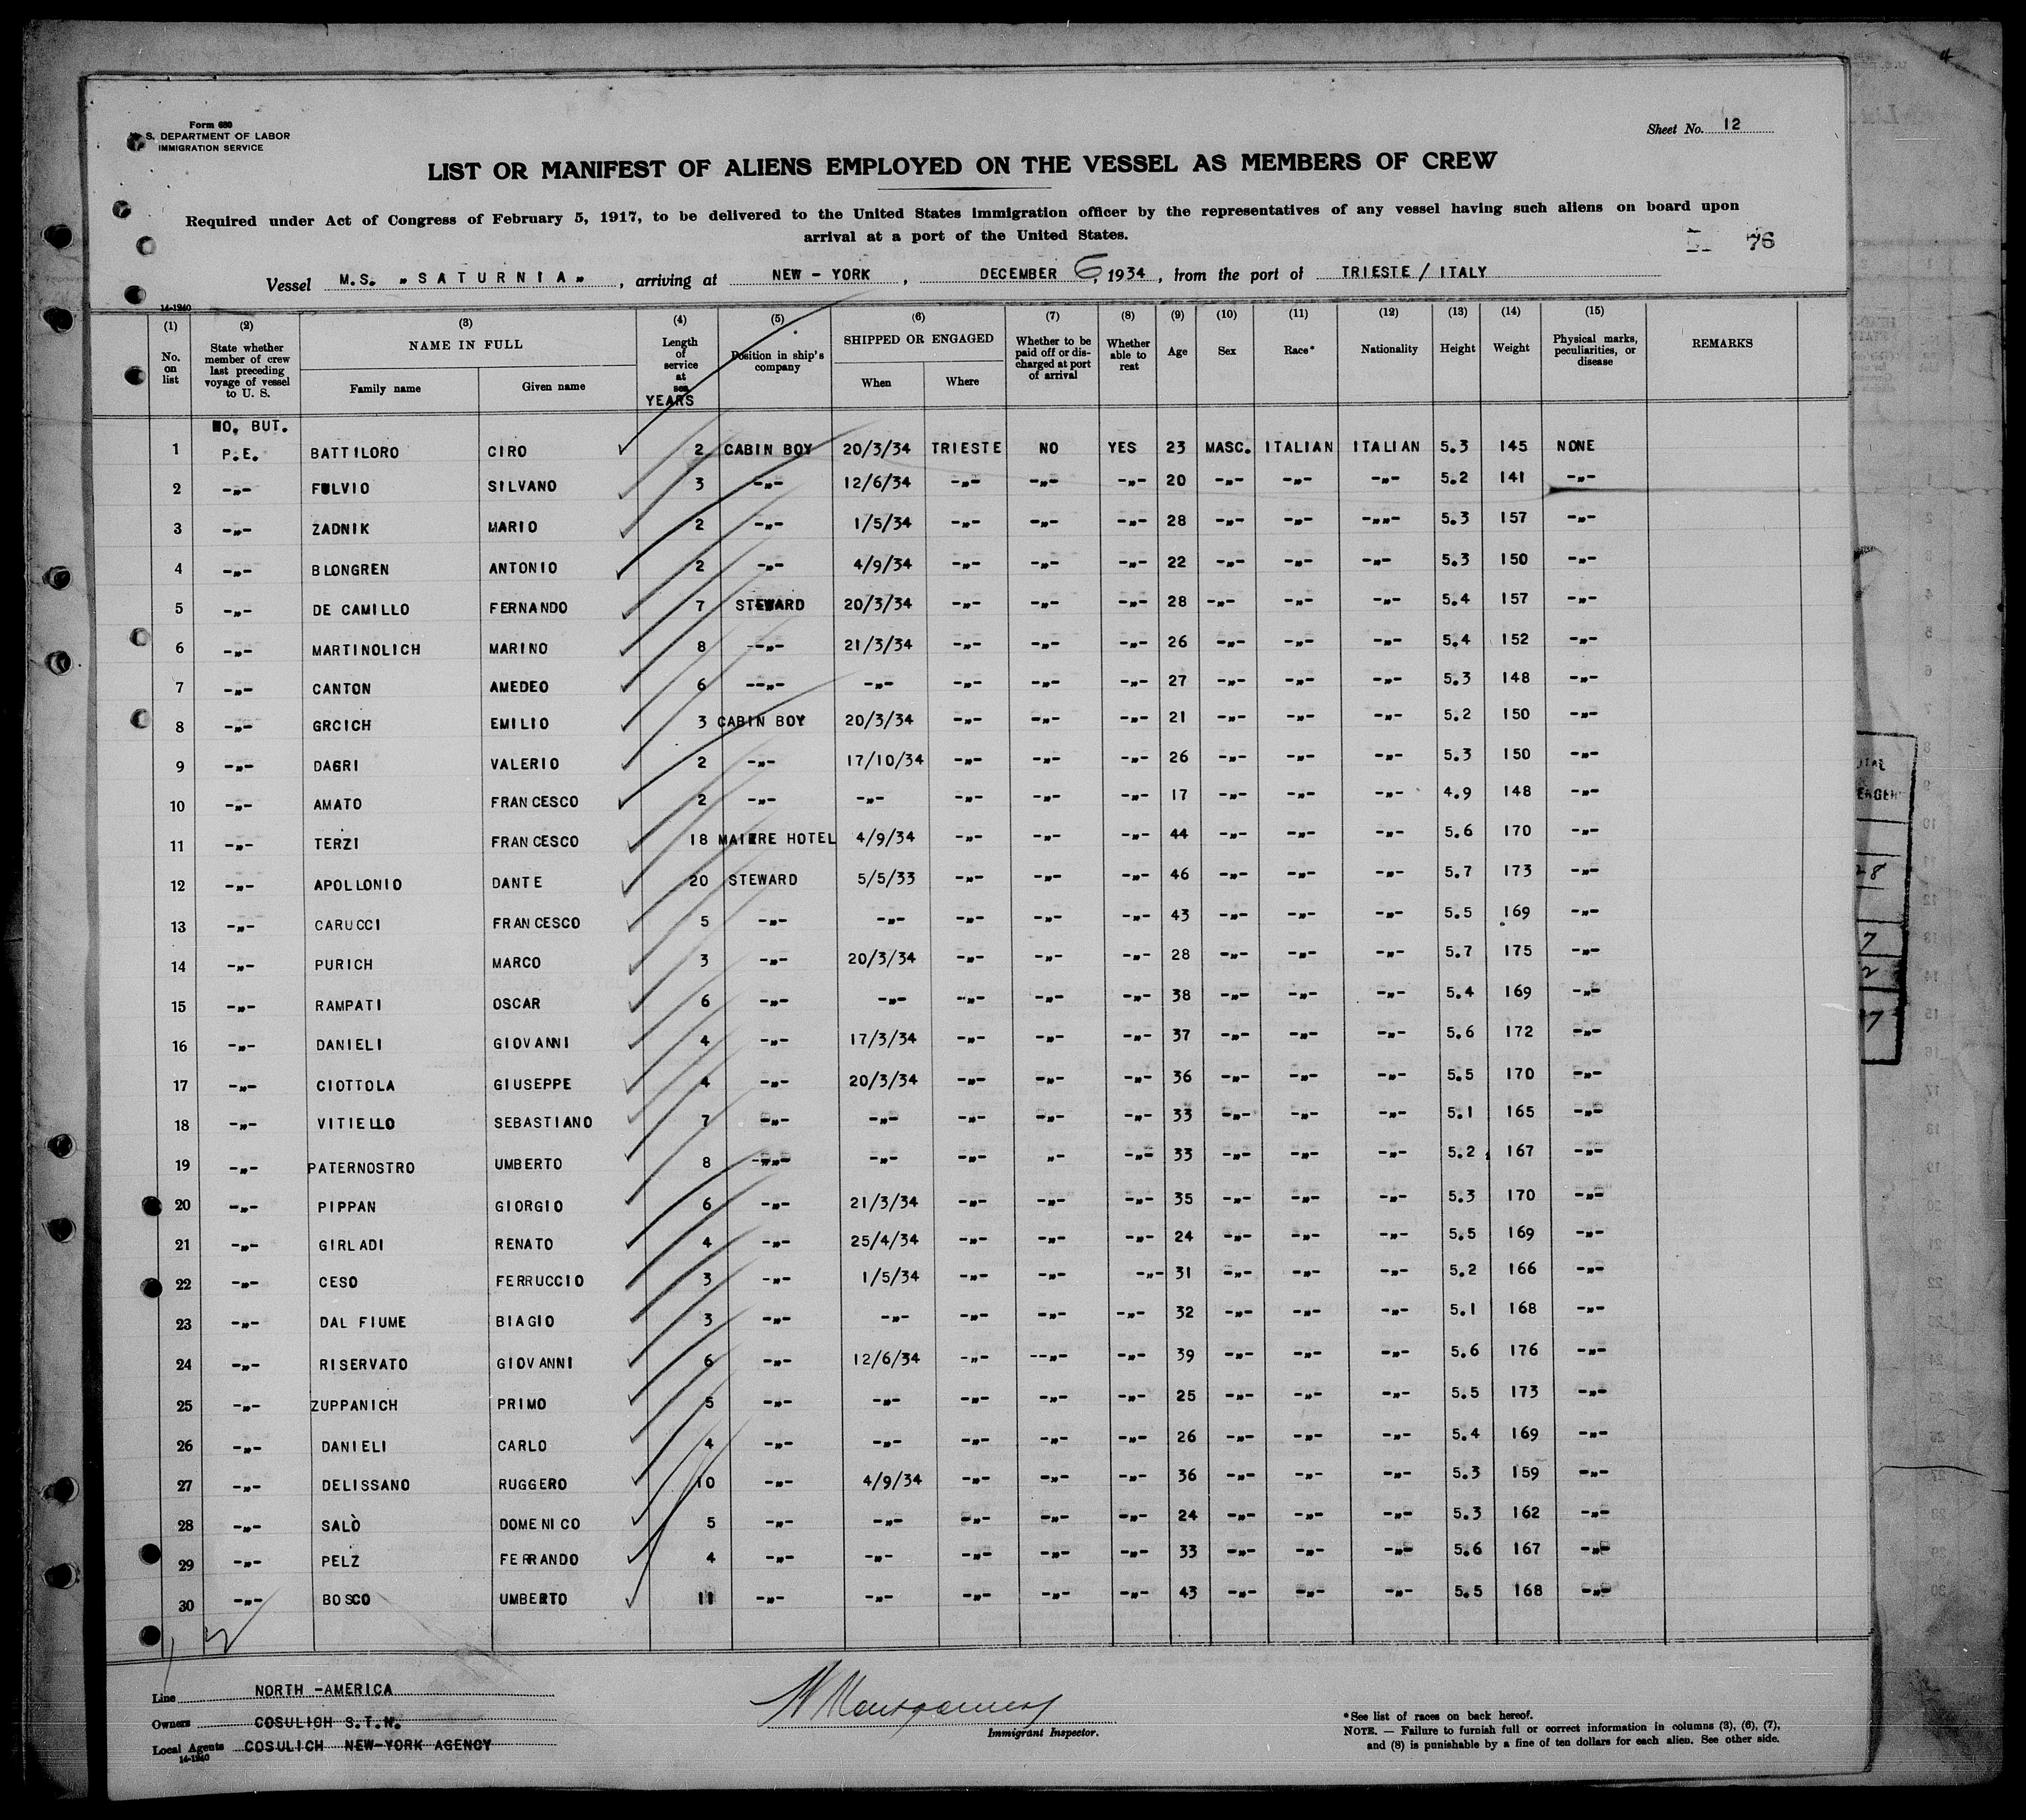 Form 680
U. S. DEPARTMENT OF LABOR
IMMIGRATION SERVICE
Sheet No. 12
LIST OR MANIFEST OF ALIENS EMPLOYED ON THE VESSEL AS MEMBERS OF CREW
Required under Act of Congress of February 5, 1917, to be delivered to the United States immigration officer by the representatives of any vessel having such aliens on board upon
arrival at a port of the United States.
76
Vessel M.S. „SATURNIA„ , arriving at NEW - YORK , DECEMBER 6, 1934, from the port of TRIESTE / ITALY
14-1240
(1) (2) (3) (4) (5) (6) (7) (8) (9) (10) (11) (12) (13) (14) (15)
No. on list | State whether member of crew last preceding voyage of vessel to U. S. | NAME IN FULL | Family name | Given name | Length of service at sea YEARS | Position in ship's company | SHIPPED OR ENGAGED | When | Where | Whether to be paid off or discharged at port of arrival | Whether able to reat | Age | Sex | Race* | Nationality | Height | Weight | Physical marks, peculiarities, or disease | REMARKS
NO. BUT.
1 P.E. BATTILORO CIRO 2 CABIN BOY 20/3/34 TRIESTE NO YES 23 MASC. ITALIAN ITALIAN 5.3 145 NONE
2 -„- FULVIO SILVANO 3 -„- 12/6/34 -„- -„- -„- 20 -„- -„- -„- 5.2 141 -„-
3 -„- ZADNIK MARIO 2 -„- 1/5/34 -„- -„- -„- 28 -„- -„- -„„- 5.3 157 -„-
4 -„- BLONGREN ANTONIO 2 -„- 4/9/34 -„- -„- -„- 22 -„- -„- -„- 5.3 150 -„-
5 -„- DE CAMILLO FERNANDO 7 STEWARD 20/3/34 -„- -„- -„- 28 -„- -„- -„- 5.4 157 -„-
6 -„- MARTINOLICH MARINO 8 --„- 21/3/34 -„- -„- -„- 26 -„- -„- -„- 5.4 152 -„-
7 -„- CANTON AMEDEO 6 --„- -„- -„- -„- -„- 27 -„- -„- -„- 5.3 148 -„-
8 -„- GRCICH EMILIO 3 CABIN BOY 20/3/34 -„- -„- -„- 21 -„- -„- -„- 5.2 150 -„-
9 -„- DAGRI VALERIO 2 -„- 17/10/34 -„- -„- -„- 26 -„- -„- -„- 5.3 150 -„-
10 -„- AMATO FRANCESCO 2 -„- -„- -„- -„- -„- 17 -„- -„- -„- 4.9 148 -„-
11 -„- TERZI FRANCESCO 18 MAITRE HOTEL 4/9/34 -„- -„- -„- 44 -„- -„- -„- 5.6 170 -„-
12 -„- APOLLONIO DANTE 20 STEWARD 5/5/33 -„- -„- -„- 46 -„- -„- -„- 5.7 173 -„-
13 -„- CARUCCI FRANCESCO 5 -„- -„- -„- -„- -„- 43 -„- -„- -„- 5.5 169 -„-
14 -„- PURICH MARCO 3 -„- 20/3/34 -„- -„- -„- 28 -„- -„- -„- 5.7 175 -„-
15 -„- RAMPATI OSCAR 6 -„- -„- -„- -„- -„- 38 -„- -„- -„- 5.4 169 -„-
16 -„- DANIELI GIOVANNI 4 -„- 17/3/34 -„- -„- -„- 37 -„- -„- -„- 5.6 172 -„-
17 -„- CIOTTOLA GIUSEPPE 4 -„- 20/3/34 -„- -„- -„- 36 -„- -„- -„- 5.5 170 -„-
18 -„- VITIELLO SEBASTIANO 7 -„- -„- -„- -„- -„- 33 -„- -„- -„- 5.1 165 -„-
19 -„- PATERNOSTRO UMBERTO 8 -„- -„- -„- „- -„- 33 -„- -„- -„- 5.2 167 -„-
20 -„- PIPPAN GIORGIO 6 -„- 21/3/34 -„- -„- -„- 35 -„- -„- -„- 5.3 170 -„-
21 -„- GIRLADI RENATO 4 -„- 25/4/34 -„- -„- -„- 24 -„- -„- -„- 5.5 169 -„-
22 -„- CESO FERRUCCIO 3 -„- 1/5/34 -„- -„- -„- 31 -„- -„- -„- 5.2 166 -„-
23 -„- DAL FIUME BIAGIO 3 -„- -„- -„- -„- -„- 32 -„- -„- -„- 5.1 168 -„-
24 -„- RISERVATO GIOVANNI 6 -„- 12/6/34 -„- --„- -„- 39 -„- -„- -„- 5.6 176 -„-
25 -„- ZUPPANICH PRIMO 5 -„- -„- -„- -„- -„- 25 -„- -„- -„- 5.5 173 -„-
26 -„- DANIELI CARLO 4 -„- -„- -„- -„- -„- 26 -„- -„- -„- 5.4 169 -„-
27 -„- DELISSANO RUGGERO 10 -„- 4/9/34 -„- -„- -„- 36 -„- -„- -„- 5.3 159 -„-
28 -„- SALÒ DOMENICO 5 -„- -„- -„- -„- -„- 24 -„- -„- -„- 5.3 162 -„-
29 -„- PELZ FERRANDO 4 -„- -„- -„- -„- -„- 33 -„- -„- -„- 5.6 167 -„-
30 -„- BOSCO UMBERTO 11 -„- -„- -„- -„- -„- 43 -„- -„- -„- 5.5 168 -„-
Line NORTH -AMERICA
Owners COSULICH S.T.N.
Local Agents COSULICH NEW-YORK AGENCY
14-1240
Montgomery
Immigrant Inspector.
*See list of races on back hereof.
NOTE. — Failure to furnish full or correct information in columns (3), (6), (7),
and (8) is punishable by a fine of ten dollars for each alien. See other side.